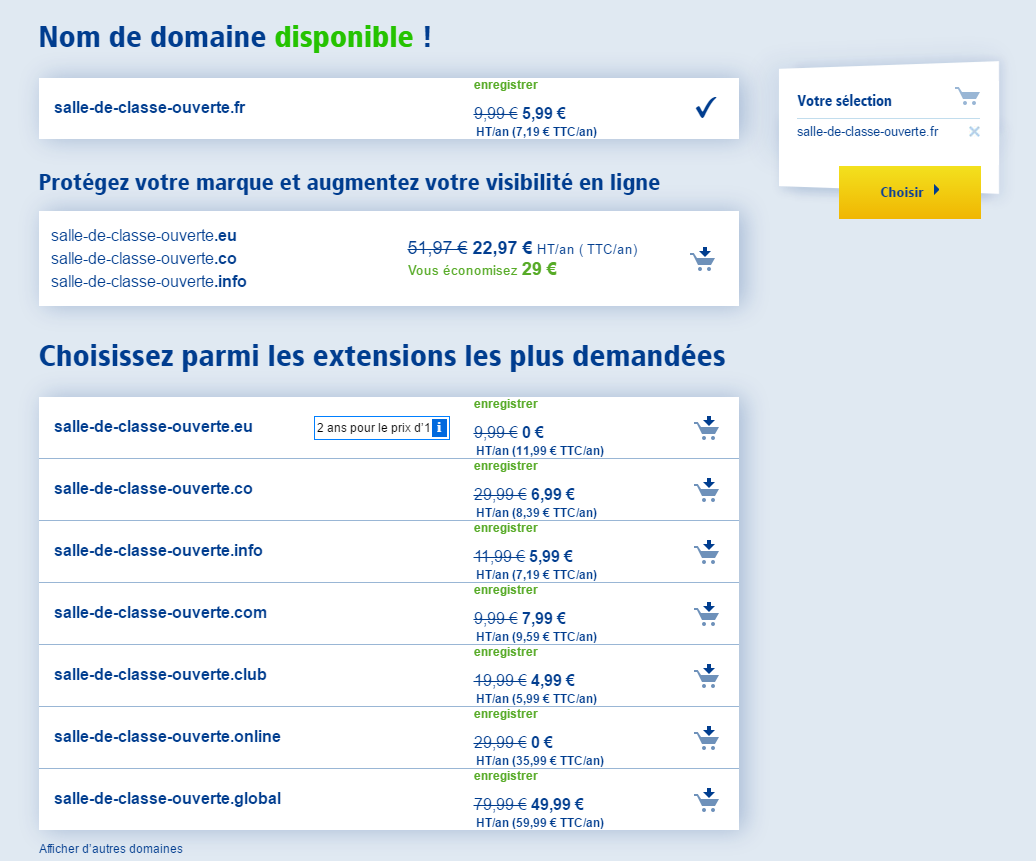 Nom de domaine disponible !
salle-de-classe-ouverte.fr
enregistrer
9,99 € 5,99 €
HT/an (7,19 € TTC/an)
Votre sélection
salle-de-classe-ouverte.fr
Choisir
Protégez votre marque et augmentez votre visibilité en ligne
salle-de-classe-ouverte.eu
salle-de-classe-ouverte.co
salle-de-classe-ouverte.info
51,97 € 22,97 € HT/an ( TTC/an)
Vous économisez 29 €
Choisissez parmi les extensions les plus demandées
salle-de-classe-ouverte.eu
2 ans pour le prix d'1 i
enregistrer
9,99 € 0 €
HT/an (11,99 € TTC/an)
salle-de-classe-ouverte.co
enregistrer
29,99 € 6,99 €
HT/an (8,39 € TTC/an)
salle-de-classe-ouverte.info
enregistrer
11,99 € 5,99 €
HT/an (7,19 € TTC/an)
salle-de-classe-ouverte.com
enregistrer
9,99 € 7,99 €
HT/an (9,59 € TTC/an)
salle-de-classe-ouverte.club
enregistrer
19,99 € 4,99 €
HT/an (5,99 € TTC/an)
salle-de-classe-ouverte.online
enregistrer
29,99 € 0 €
HT/an (35,99 € TTC/an)
salle-de-classe-ouverte.global
enregistrer
79,99 € 49,99 €
HT/an (59,99 € TTC/an)
Afficher d'autres domaines